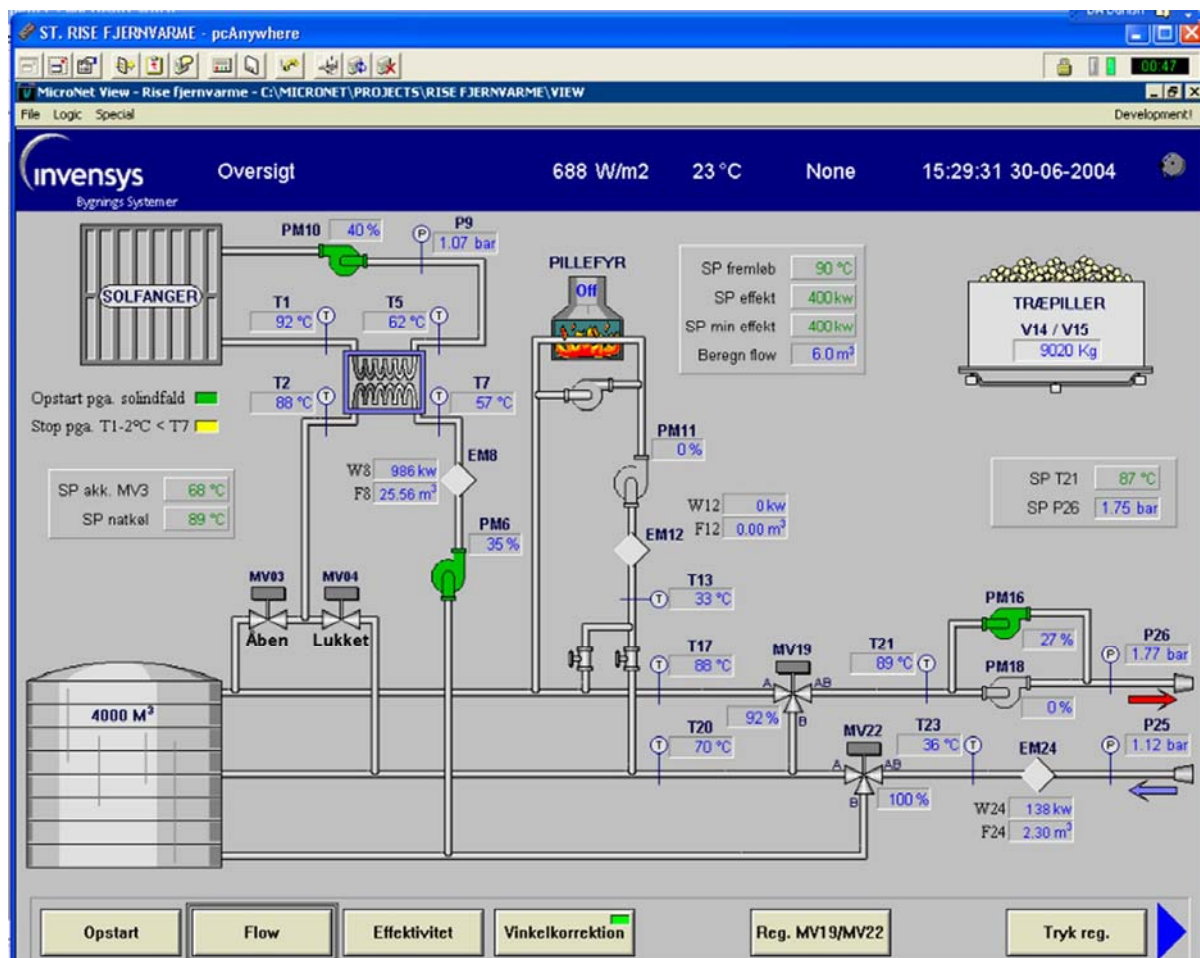 ST. RISE FJERNVARME - pcAnywhere
00:47
MicroNet View - Rise fjernvarme - C:\MICRONET\PROJECTS\RISE FJERNVARME\VIEW
File Logic Special Development!
invensys
Bygnings Systemer
Oversigt 688 W/m2 23 °C None 15:29:31 30-06-2004
PM10 40 % P P9 1.07 bar
SOLFANGER
T1 92 °C T
T5 62 °C T
T2 88 °C T
T7 57 °C T
Opstart pga. solindfald
Stop pga. T1-2°C < T7
SP akk. MV3 68 °C
SP natkøl 89 °C
W8 986 kw
F8 25.56 m³
EM8
PM6 35 %
MV03 MV04
Åben Lukket
4000 M³
PILLEFYR
Off
SP fremløb 90 °C
SP effekt 400 kw
SP min effekt 400 kw
Beregn flow 6.0 m³
PM11 0 %
W12 0 kw
F12 0.00 m³
EM12
T13 33 °C T
T17 88 °C T
T20 70 °C T
MV19
A AB
B
92 %
T21 89 °C T
TRÆPILLER
V14 / V15
9020 Kg
SP T21 87 °C
SP P26 1.75 bar
PM16 27 %
PM18 0 %
P26 1.77 bar P
P25 1.12 bar P
MV22
A AB
B
100 %
T23 36 °C T
EM24
W24 138 kw
F24 2.30 m³
Opstart Flow Effektivitet Vinkelkorrektion Reg. MV19/MV22 Tryk reg.